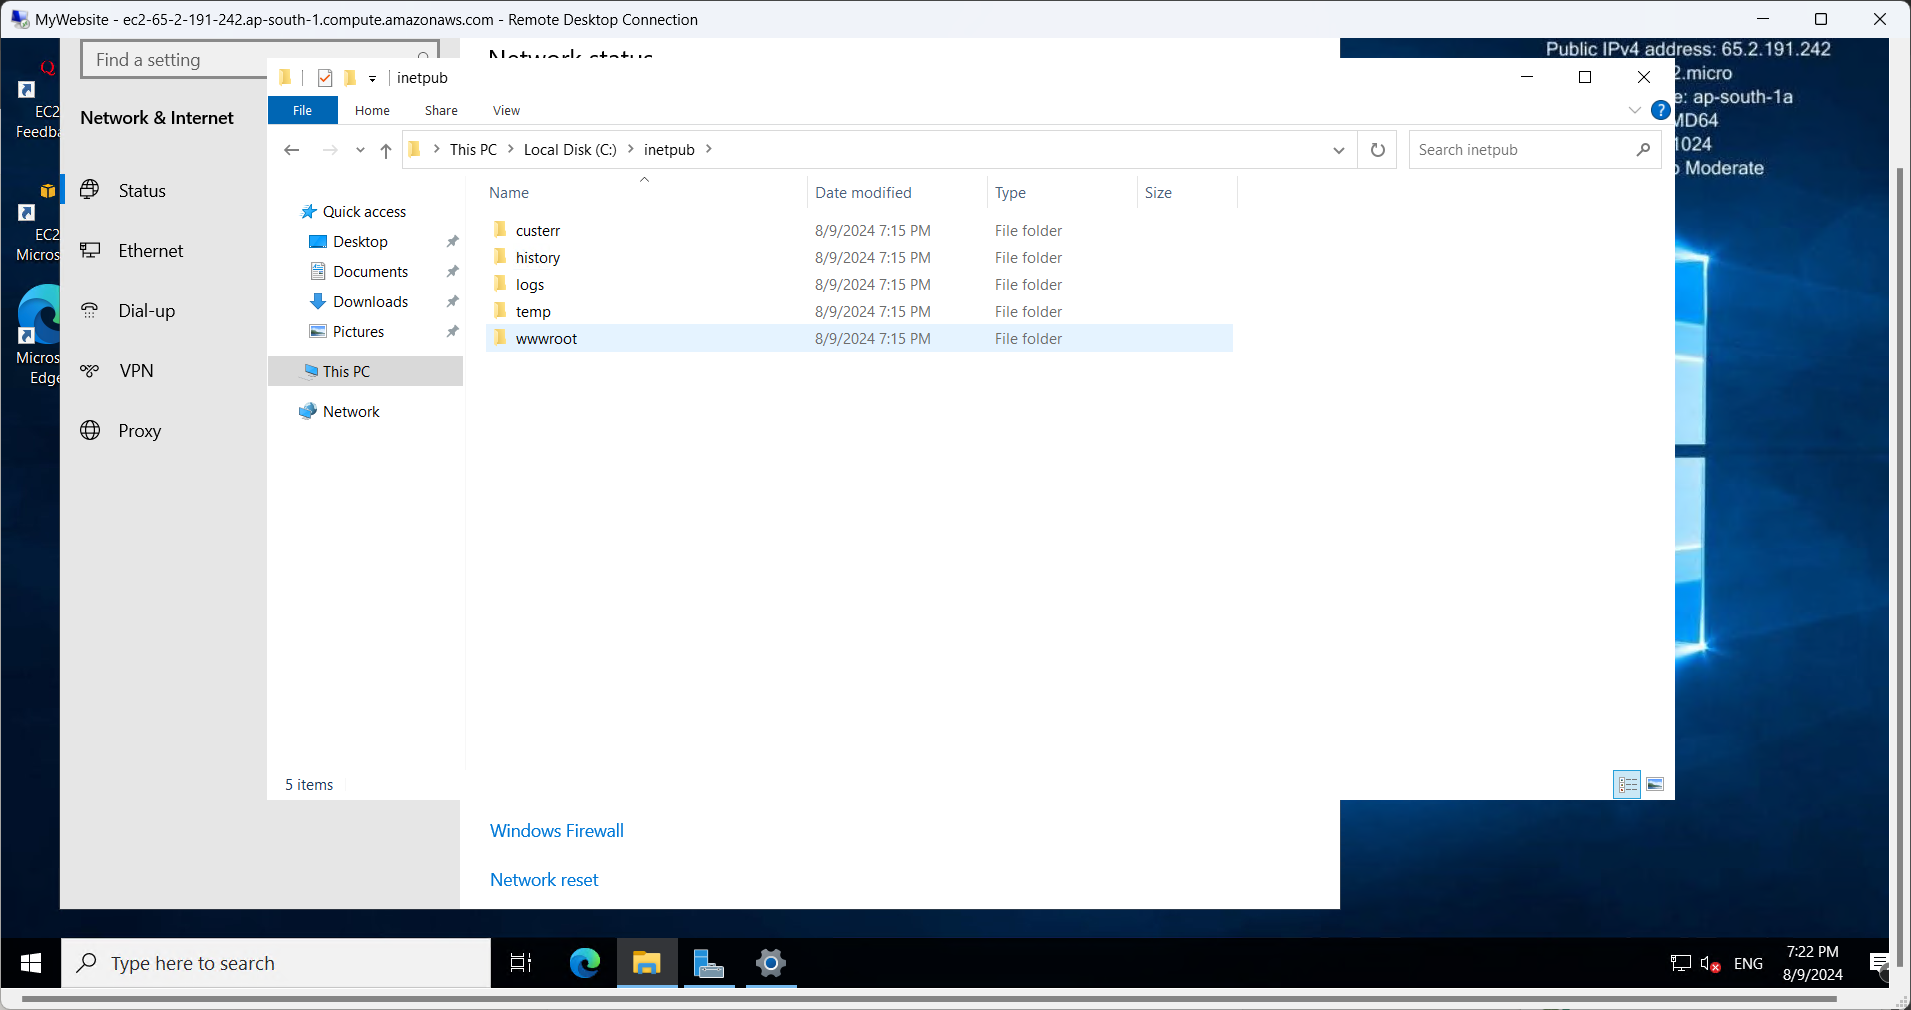 MyWebsite - ec2-65-2-191-242.ap-south-1.compute.amazonaws.com - Remote Desktop Connection
Public IPv4 address: 65.2.191.242
2.micro
e: ap-south-1a
MD64
1024
o Moderate
EC2
Feedba
EC2
Micros
Micros
Edge
Find a setting
Network & Internet
Status
Ethernet
Dial-up
VPN
Proxy
Network status
inetpub
File Home Share View
This PC Local Disk (C:) inetpub
Search inetpub
Quick access
Desktop
Documents
Downloads
Pictures
This PC
Network
Name Date modified Type Size
custerr 8/9/2024 7:15 PM File folder
history 8/9/2024 7:15 PM File folder
logs 8/9/2024 7:15 PM File folder
temp 8/9/2024 7:15 PM File folder
wwwroot 8/9/2024 7:15 PM File folder
5 items
Windows Firewall
Network reset
Type here to search
ENG
7:22 PM
8/9/2024